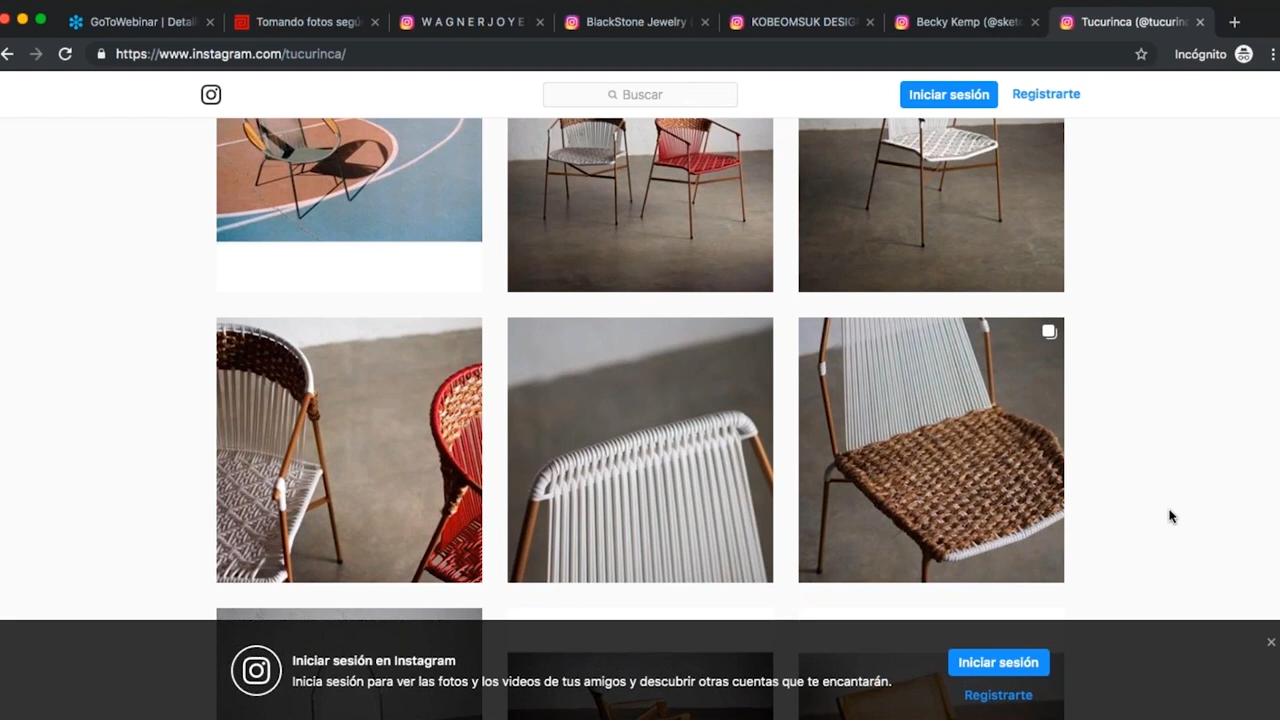 GoToWebinar | Detail
Tomando fotos segú
W A G N E R J O Y E
BlackStone Jewelry (
KOBEOMSUK DESIG
Becky Kemp (@sket
Tucurinca (@tucurin
https://www.instagram.com/tucurinca/
Incógnito
Buscar
Iniciar sesión
Registrarte
Iniciar sesión en Instagram
Inicia sesión para ver las fotos y los videos de tus amigos y descubrir otras cuentas que te encantarán.
Iniciar sesión
Registrarte